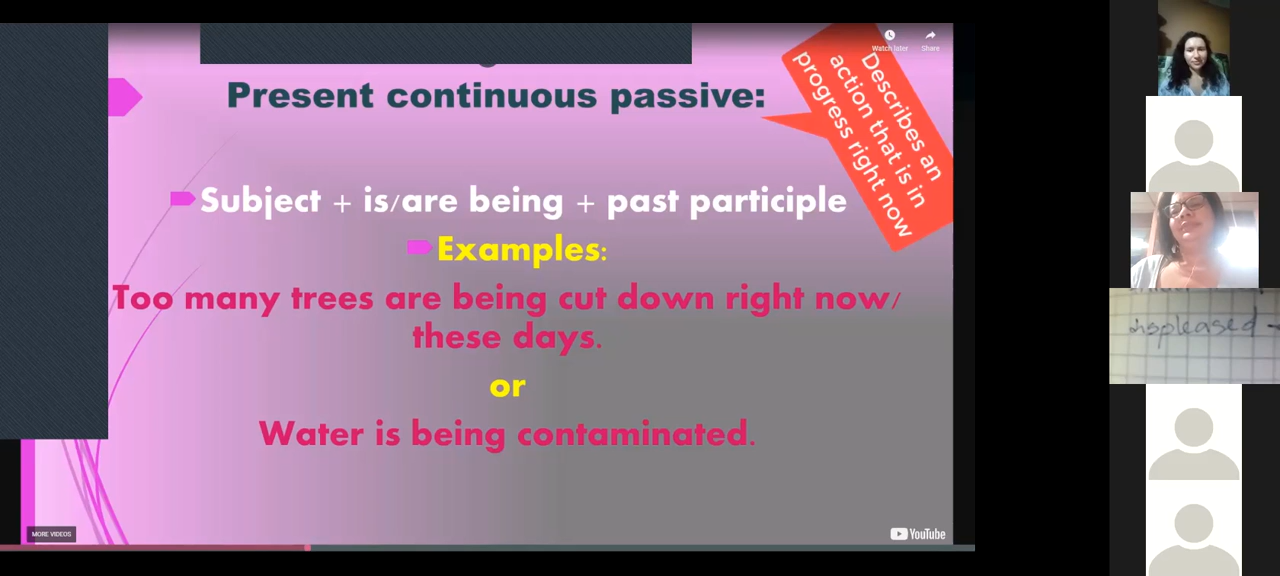 Present continuous passive:
Describes an
action that is in
progress right now
Watch later
Share
Subject + is/are being + past participle
Examples:
Too many trees are being cut down right now/
these days.
or
Water is being contaminated.
MORE VIDEOS
YouTube